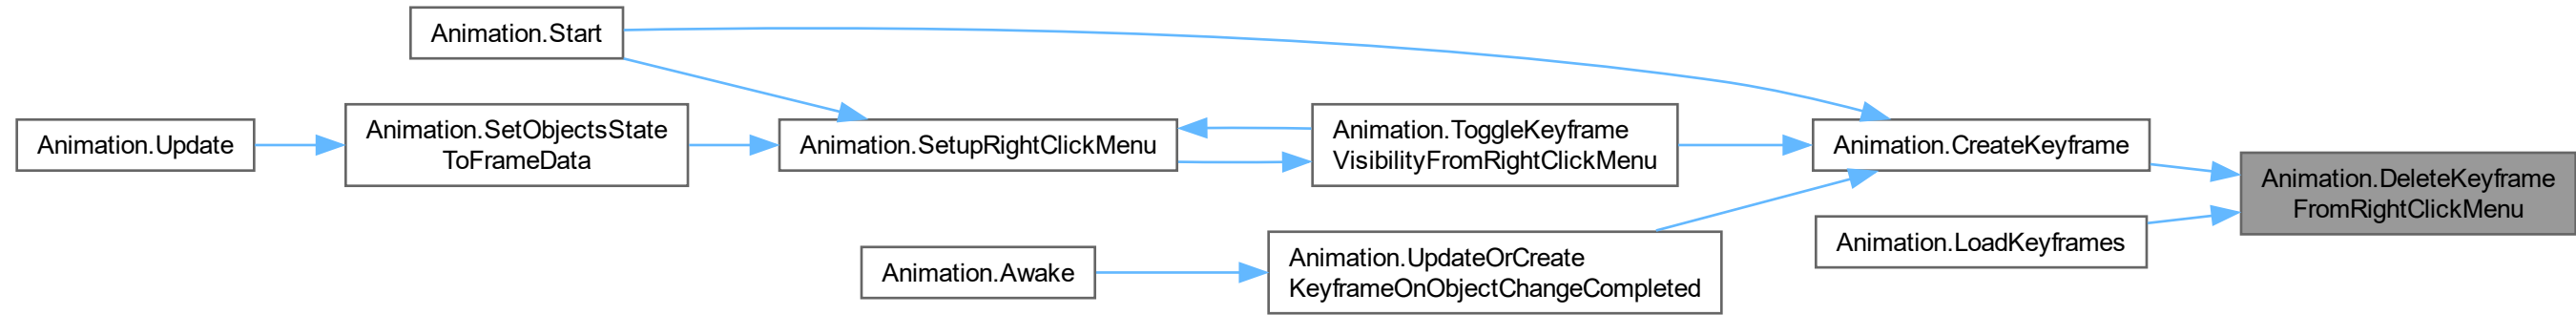 Animation.Start
Animation.Update
Animation.SetObjectsState
ToFrameData
Animation.SetupRightClickMenu
Animation.ToggleKeyframe
VisibilityFromRightClickMenu
Animation.CreateKeyframe
Animation.DeleteKeyframe
FromRightClickMenu
Animation.LoadKeyframes
Animation.Awake
Animation.UpdateOrCreate
KeyframeOnObjectChangeCompleted